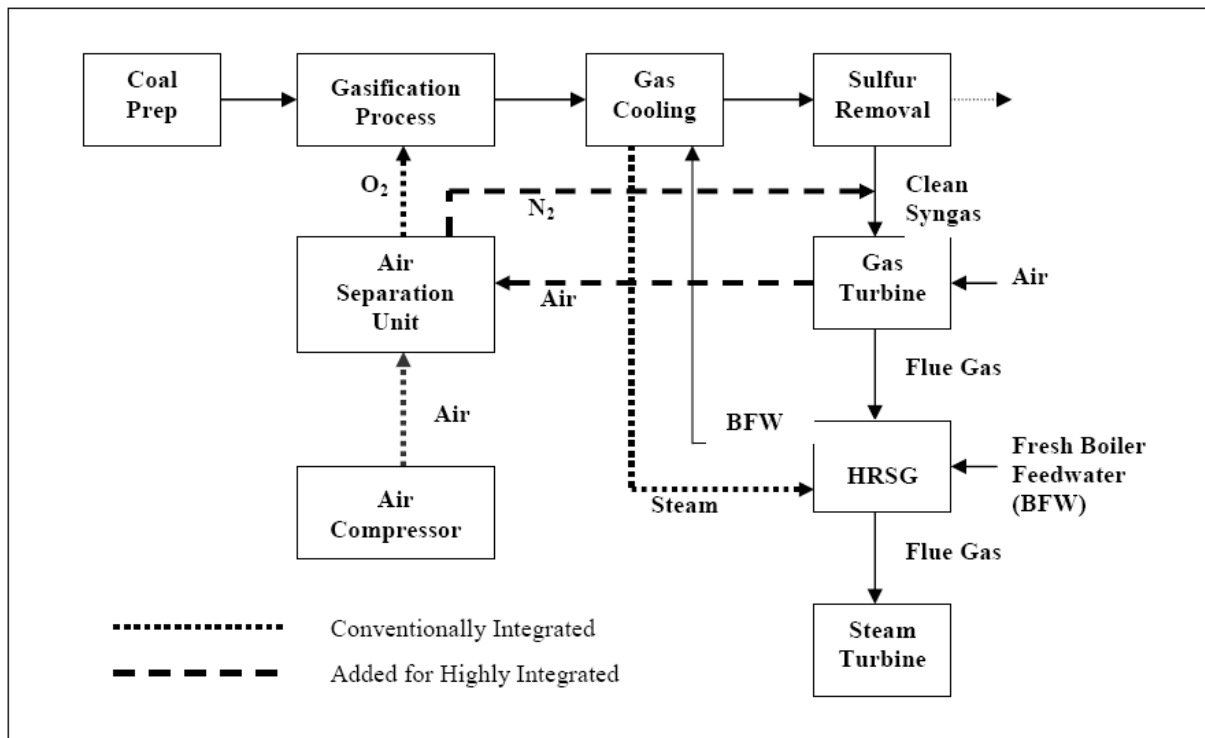 Coal
Prep
Gasification
Process
Gas
Cooling
Sulfur
Removal
O₂
N₂
Clean
Syngas
Air
Separation
Unit
Air
Gas
Turbine
Air
Flue Gas
Air
BFW
HRSG
Fresh Boiler
Feedwater
(BFW)
Air
Compressor
Steam
Flue Gas
Conventionally Integrated
Added for Highly Integrated
Steam
Turbine